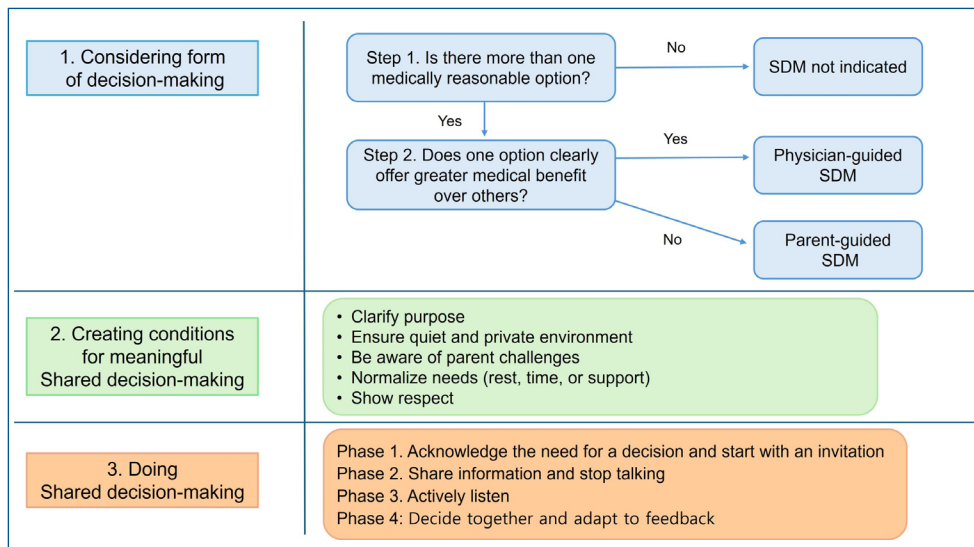 1. Considering form
of decision-making
Step 1. Is there more than one
medically reasonable option?
No
SDM not indicated
Yes
Step 2. Does one option clearly
offer greater medical benefit
over others?
Yes
Physician-guided
SDM
No
Parent-guided
SDM
2. Creating conditions
for meaningful
Shared decision-making
• Clarify purpose
• Ensure quiet and private environment
• Be aware of parent challenges
• Normalize needs (rest, time, or support)
• Show respect
3. Doing
Shared decision-making
Phase 1. Acknowledge the need for a decision and start with an invitation
Phase 2. Share information and stop talking
Phase 3. Actively listen
Phase 4: Decide together and adapt to feedback